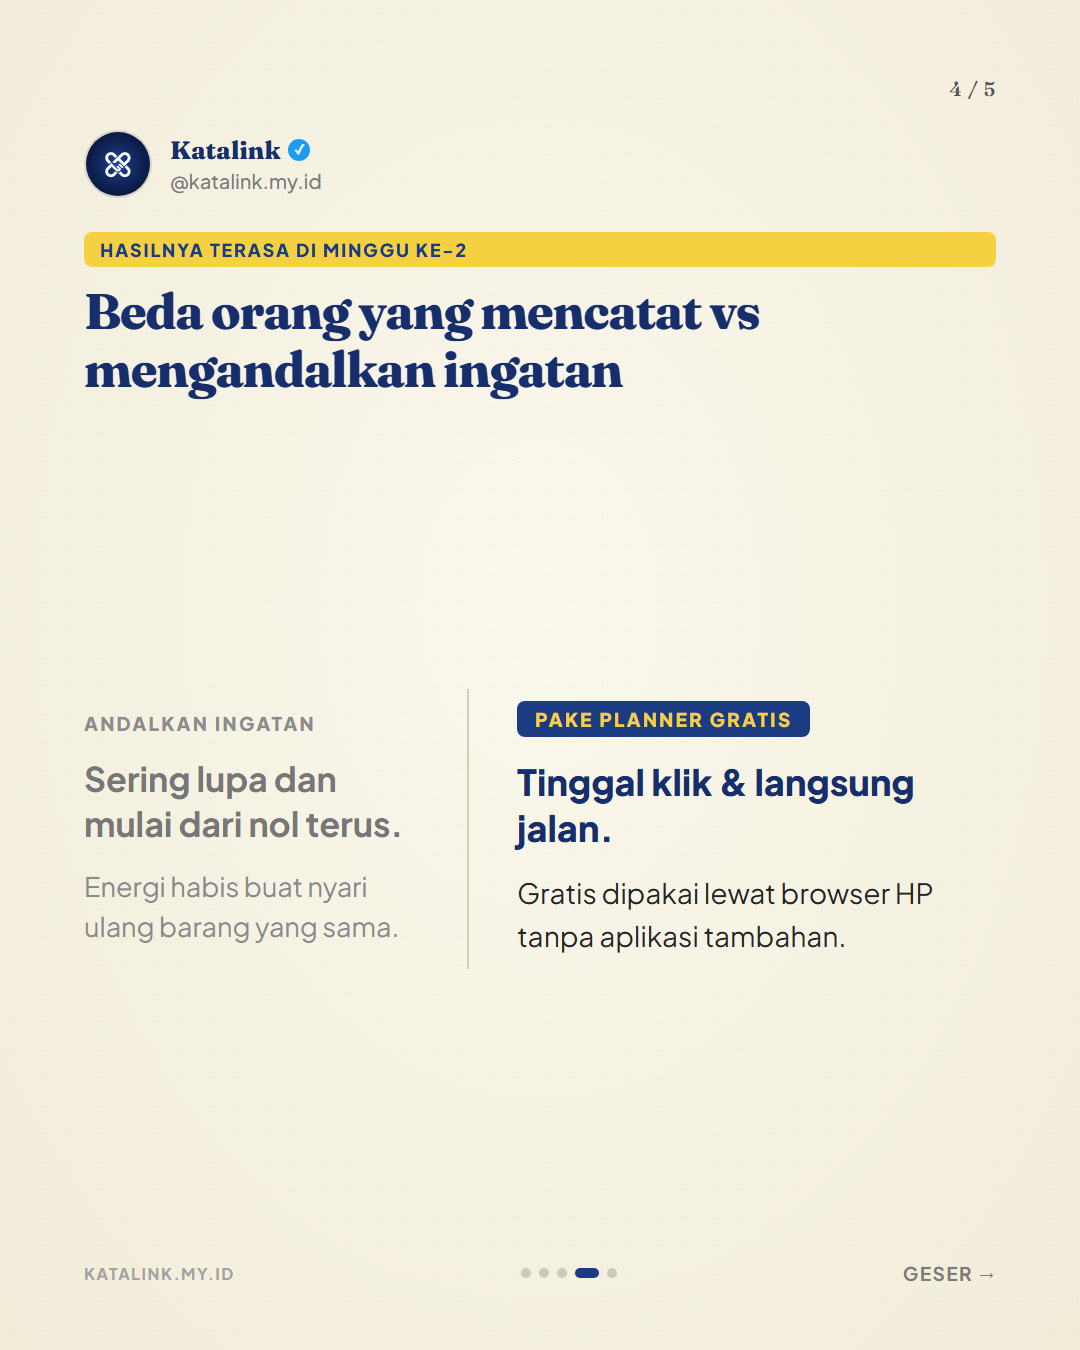 4 / 5
Katalink
@katalink.my.id
HASILNYA TERASA DI MINGGU KE-2
Beda orang yang mencatat vs
mengandalkan ingatan
ANDALKAN INGATAN
Sering lupa dan
mulai dari nol terus.
Energi habis buat nyari
ulang barang yang sama.
PAKE PLANNER GRATIS
Tinggal klik & langsung
jalan.
Gratis dipakai lewat browser HP
tanpa aplikasi tambahan.
KATALINK.MY.ID
GESER →